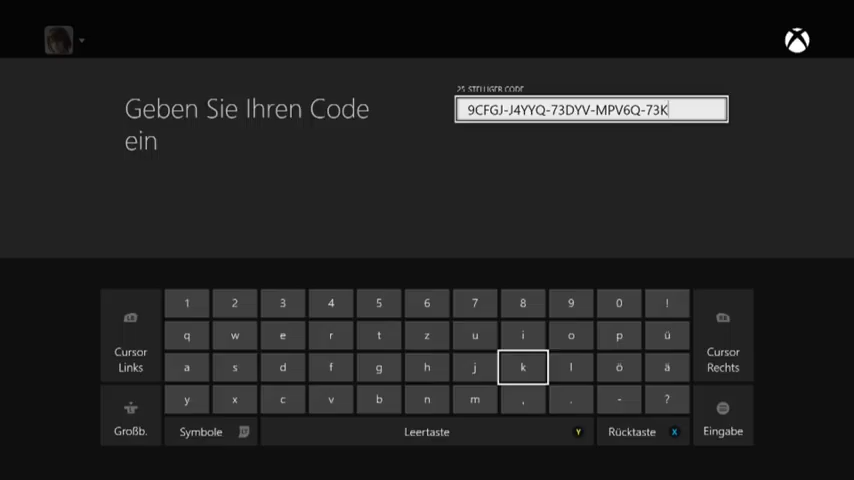 Geben Sie Ihren Code
ein
25-STELLIGER CODE
9CFGJ-J4YYQ-73DYV-MPV6Q-73K
1 2 3 4 5 6 7 8 9 0 !
q w e r t z u i o p ü
a s d f g h j k l ö ä
y x c v b n m , . - ?
Cursor
Links
Cursor
Rechts
Großb.
Symbole
Leertaste
Y
Rücktaste
X
Eingabe